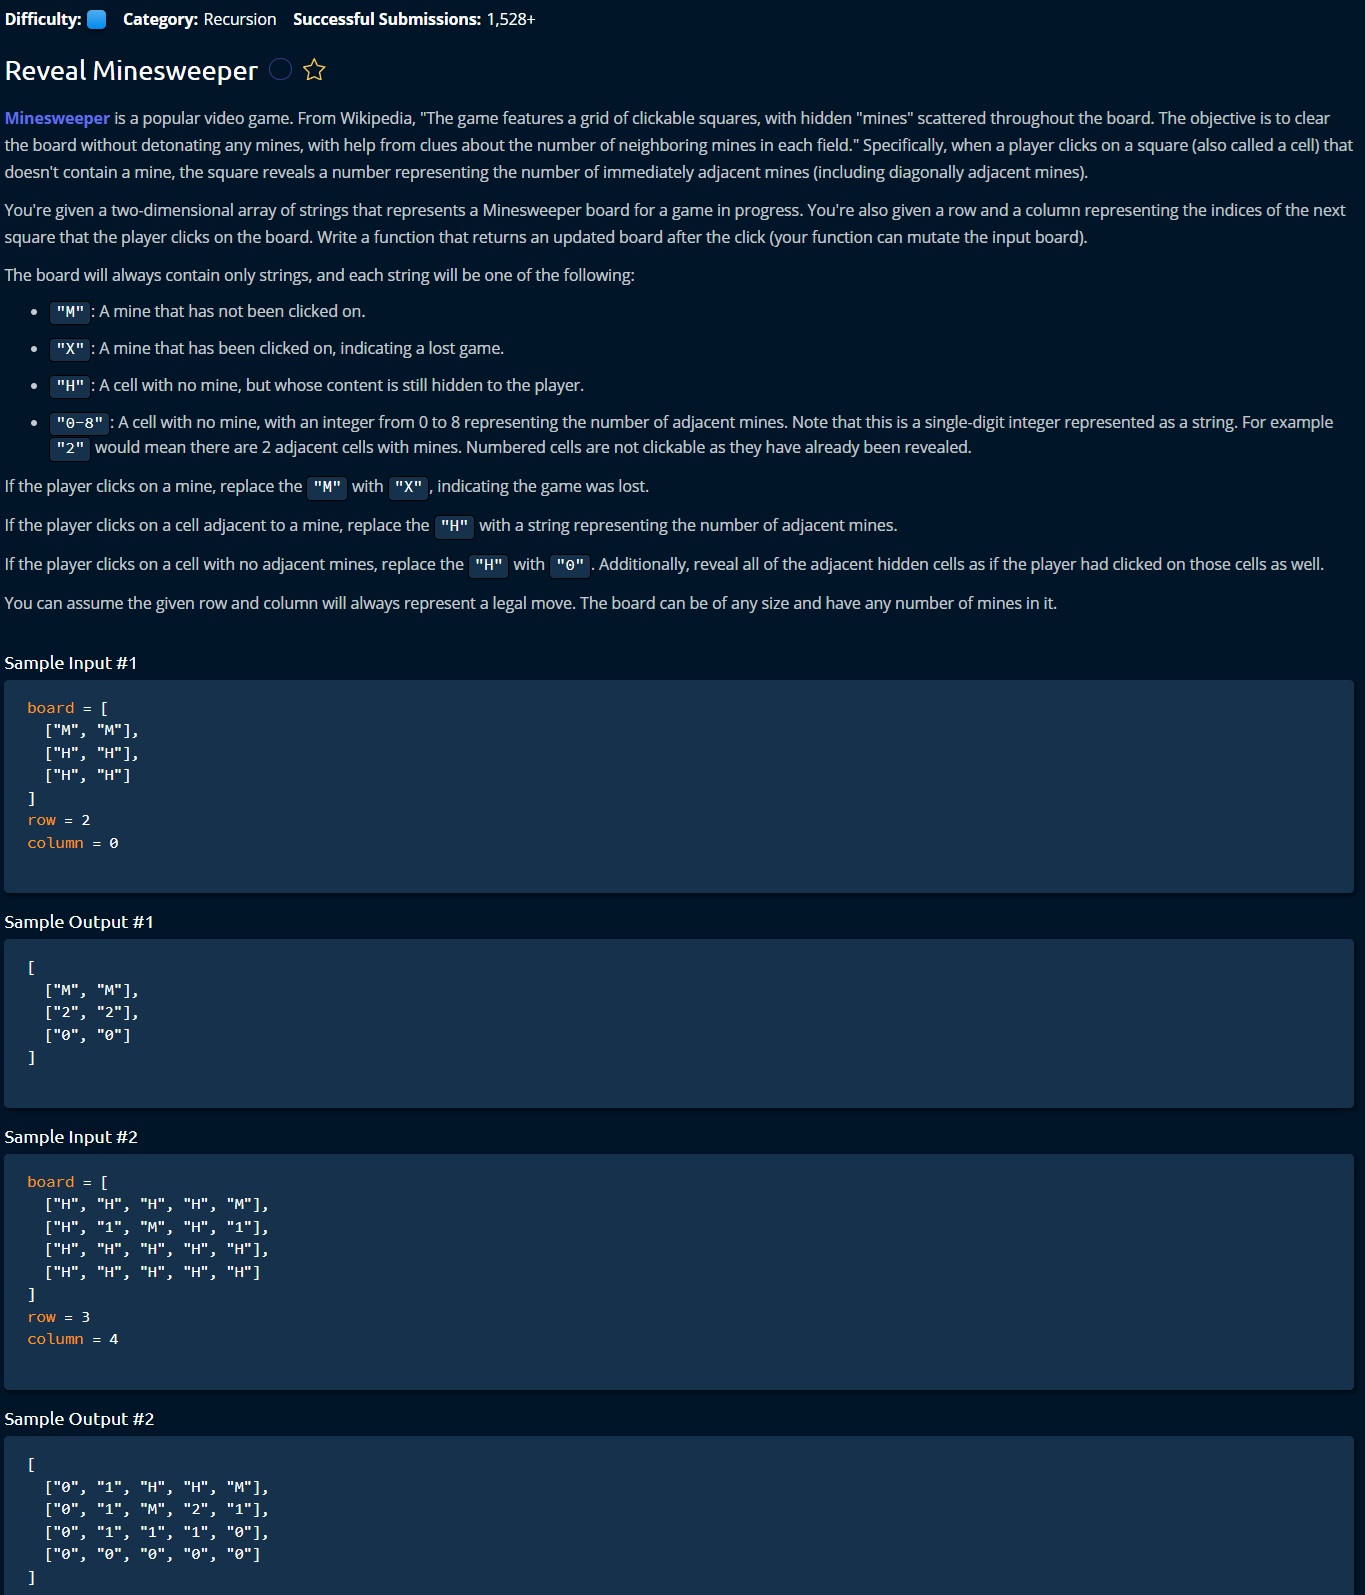 Difficulty: Category: Recursion Successful Submissions: 1,528+
Reveal Minesweeper
Minesweeper is a popular video game. From Wikipedia, "The game features a grid of clickable squares, with hidden "mines" scattered throughout the board. The objective is to clear
the board without detonating any mines, with help from clues about the number of neighboring mines in each field." Specifically, when a player clicks on a square (also called a cell) that
doesn't contain a mine, the square reveals a number representing the number of immediately adjacent mines (including diagonally adjacent mines).
You're given a two-dimensional array of strings that represents a Minesweeper board for a game in progress. You're also given a row and a column representing the indices of the next
square that the player clicks on the board. Write a function that returns an updated board after the click (your function can mutate the input board).
The board will always contain only strings, and each string will be one of the following:
• "M" : A mine that has not been clicked on.
• "X" : A mine that has been clicked on, indicating a lost game.
• "H" : A cell with no mine, but whose content is still hidden to the player.
• "0-8" : A cell with no mine, with an integer from 0 to 8 representing the number of adjacent mines. Note that this is a single-digit integer represented as a string. For example
"2" would mean there are 2 adjacent cells with mines. Numbered cells are not clickable as they have already been revealed.
If the player clicks on a mine, replace the "M" with "X" , indicating the game was lost.
If the player clicks on a cell adjacent to a mine, replace the "H" with a string representing the number of adjacent mines.
If the player clicks on a cell with no adjacent mines, replace the "H" with "0" . Additionally, reveal all of the adjacent hidden cells as if the player had clicked on those cells as well.
You can assume the given row and column will always represent a legal move. The board can be of any size and have any number of mines in it.
Sample Input #1
board = [
["M", "M"],
["H", "H"],
["H", "H"]
]
row = 2
column = 0
Sample Output #1
[
["M", "M"],
["2", "2"],
["0", "0"]
]
Sample Input #2
board = [
["H", "H", "H", "H", "M"],
["H", "1", "M", "H", "1"],
["H", "H", "H", "H", "H"],
["H", "H", "H", "H", "H"]
]
row = 3
column = 4
Sample Output #2
[
["0", "1", "H", "H", "M"],
["0", "1", "M", "2", "1"],
["0", "1", "1", "1", "0"],
["0", "0", "0", "0", "0"]
]